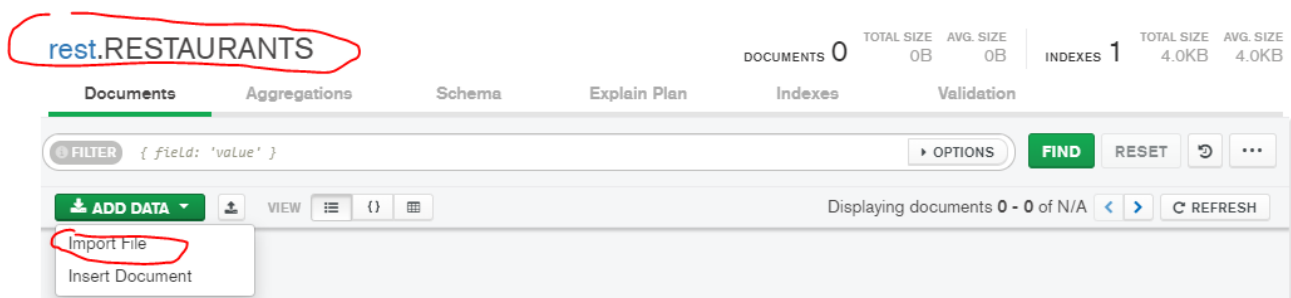 rest.RESTAURANTS
DOCUMENTS 0 TOTAL SIZE 0B AVG. SIZE 0B INDEXES 1 TOTAL SIZE 4.0KB AVG. SIZE 4.0KB
Documents Aggregations Schema Explain Plan Indexes Validation
FILTER { field: 'value' } OPTIONS FIND RESET ...
ADD DATA VIEW {} Displaying documents 0 - 0 of N/A < > REFRESH
Import File
Insert Document